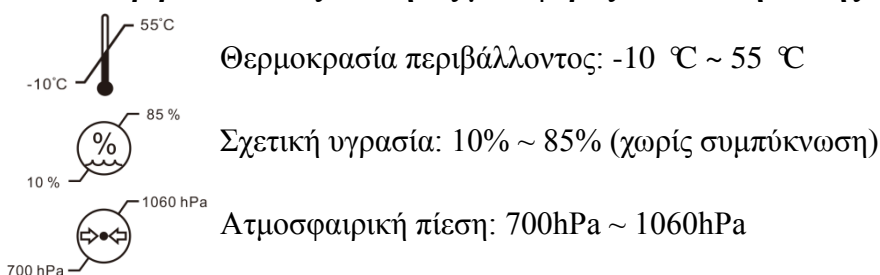 55°C
-10°C
Θερμοκρασία περιβάλλοντος: -10 ℃ ~ 55 ℃
85 %
%
10 %
Σχετική υγρασία: 10% ~ 85% (χωρίς συμπύκνωση)
1060 hPa
700 hPa
Ατμοσφαιρική πίεση: 700hPa ~ 1060hPa